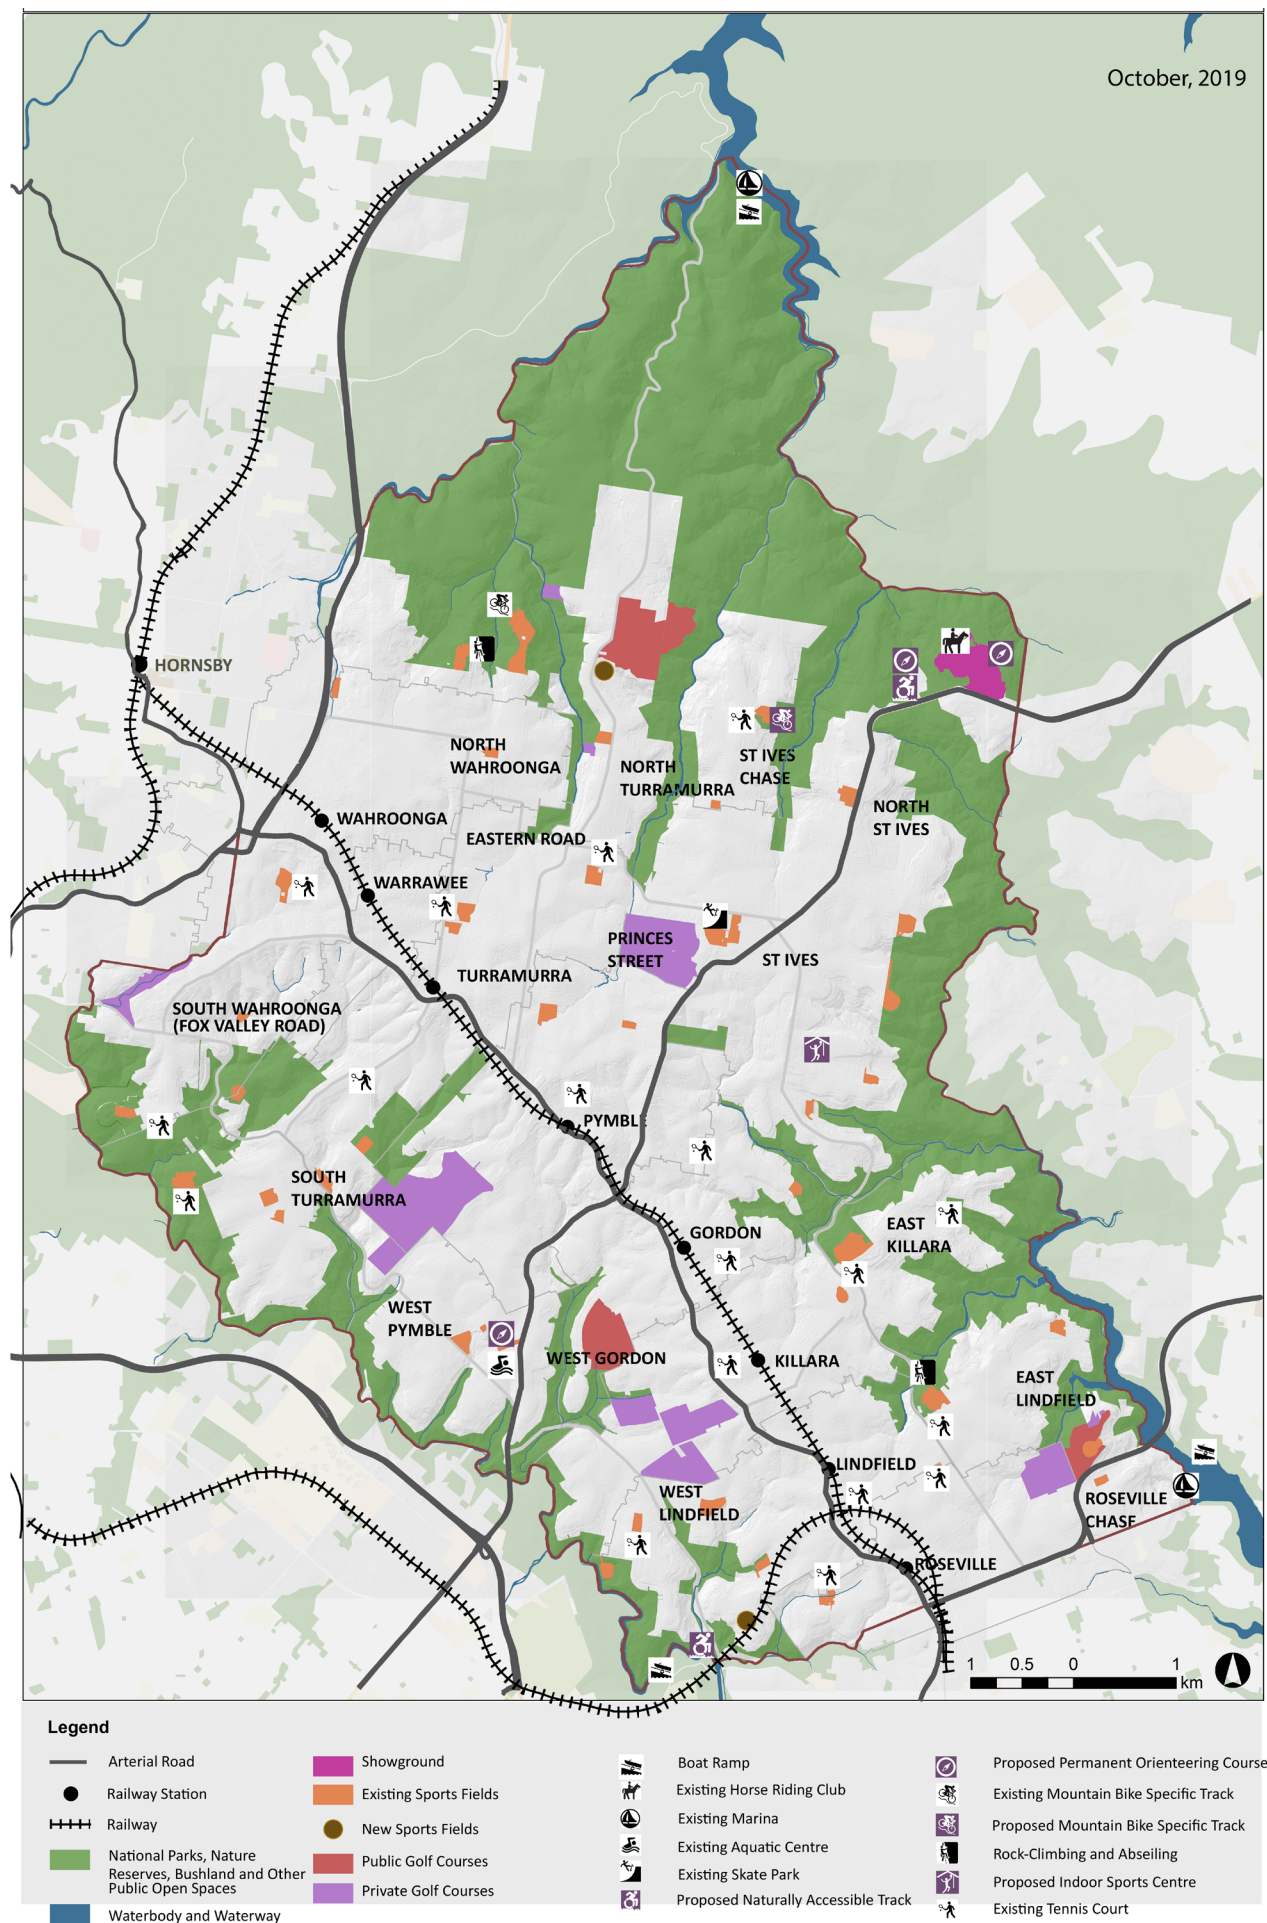 October, 2019
HORNSBY
NORTH
WAHROONGA
NORTH
TURRAMURRA
ST IVES
CHASE
NORTH
ST IVES
WAHROONGA
EASTERN ROAD
WARRAWEE
PRINCES
STREET
ST IVES
TURRAMURRA
SOUTH WAHROONGA
(FOX VALLEY ROAD)
PYMBLE
SOUTH
TURRAMURRA
GORDON
EAST
KILLARA
WEST
PYMBLE
WEST GORDON
KILLARA
EAST
LINDFIELD
LINDFIELD
WEST
LINDFIELD
ROSEVILLE
CHASE
ROSEVILLE
1 0.5 0 1
km
Legend
Arterial Road
Railway Station
Railway
National Parks, Nature
Reserves, Bushland and Other
Public Open Spaces
Waterbody and Waterway
Showground
Existing Sports Fields
New Sports Fields
Public Golf Courses
Private Golf Courses
Boat Ramp
Existing Horse Riding Club
Existing Marina
Existing Aquatic Centre
Existing Skate Park
Proposed Naturally Accessible Track
Proposed Permanent Orienteering Course
Existing Mountain Bike Specific Track
Proposed Mountain Bike Specific Track
Rock-Climbing and Abseiling
Proposed Indoor Sports Centre
Existing Tennis Court